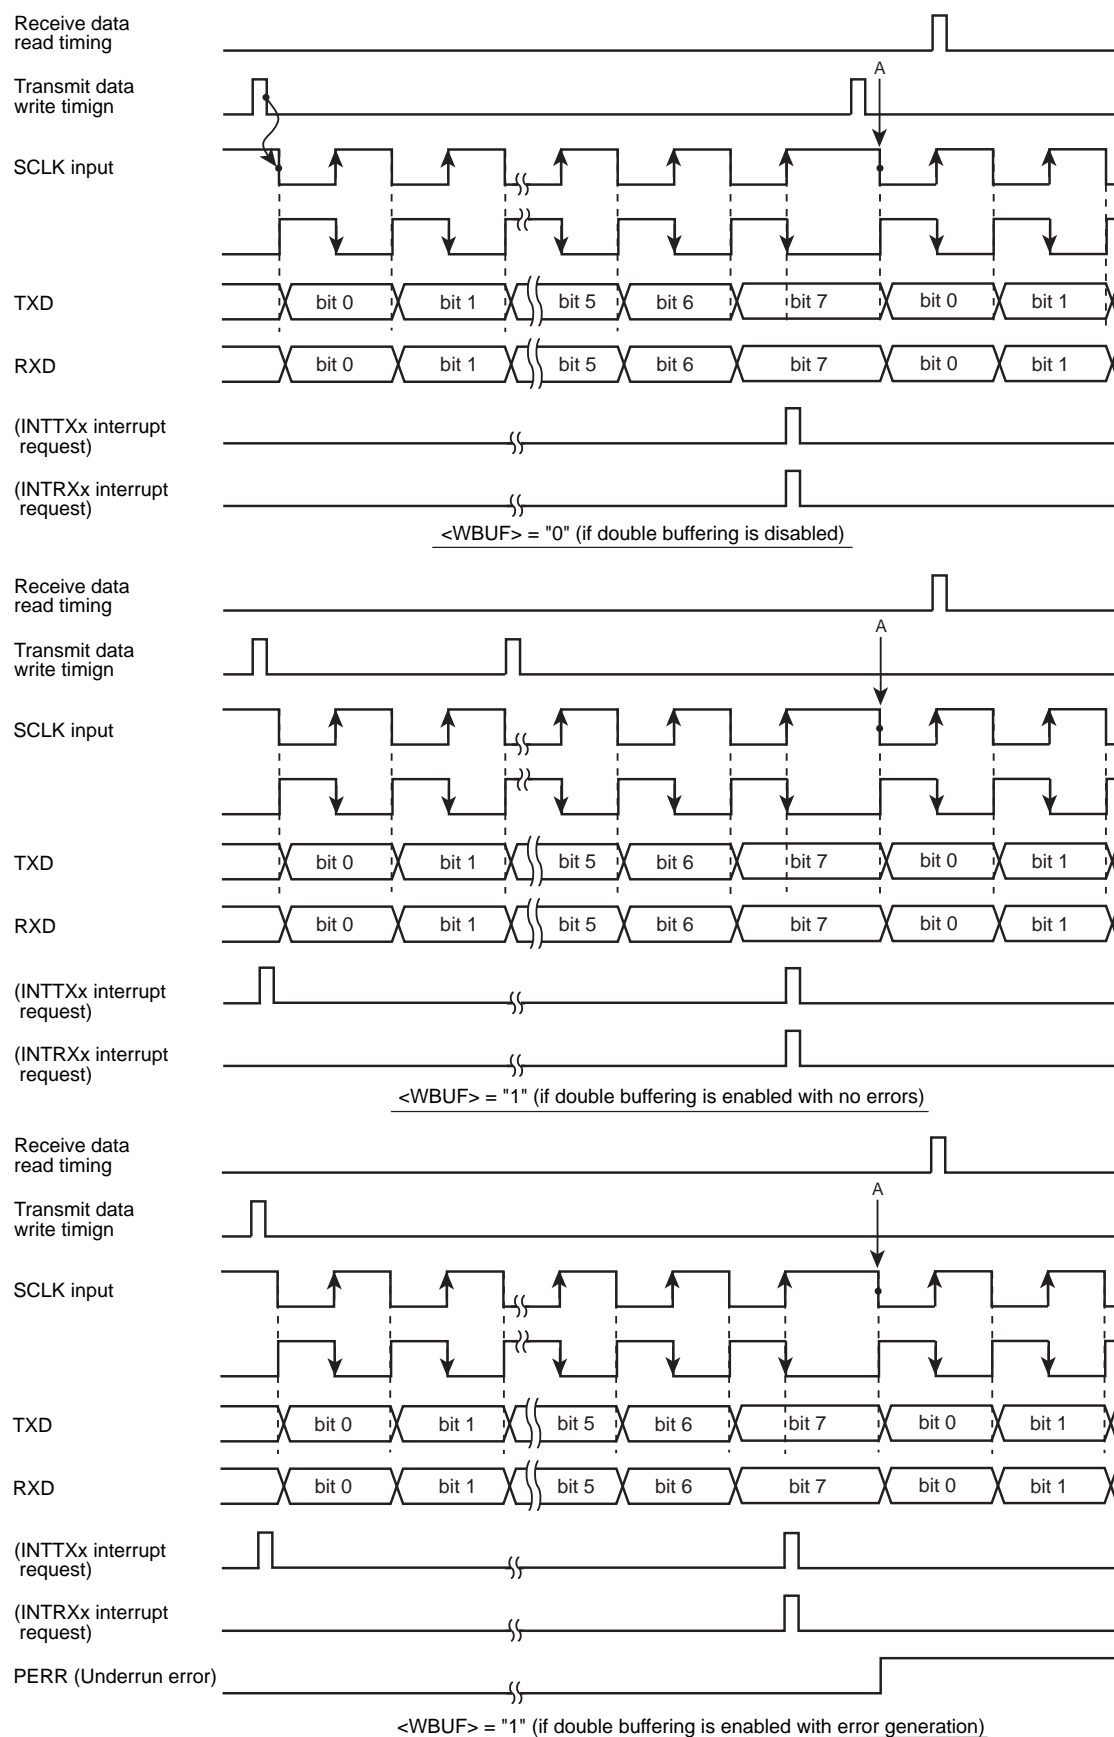 Receive data
read timing
Transmit data
write timign
A
SCLK input
TXD
bit 0 bit 1 bit 5 bit 6 bit 7 bit 0 bit 1
RXD
bit 0 bit 1 bit 5 bit 6 bit 7 bit 0 bit 1
(INTTXx interrupt
request)
(INTRXx interrupt
request)
<WBUF> = "0" (if double buffering is disabled)
Receive data
read timing
Transmit data
write timign
A
SCLK input
TXD
bit 0 bit 1 bit 5 bit 6 bit 7 bit 0 bit 1
RXD
bit 0 bit 1 bit 5 bit 6 bit 7 bit 0 bit 1
(INTTXx interrupt
request)
(INTRXx interrupt
request)
<WBUF> = "1" (if double buffering is enabled with no errors)
Receive data
read timing
Transmit data
write timign
A
SCLK input
TXD
bit 0 bit 1 bit 5 bit 6 bit 7 bit 0 bit 1
RXD
bit 0 bit 1 bit 5 bit 6 bit 7 bit 0 bit 1
(INTTXx interrupt
request)
(INTRXx interrupt
request)
PERR (Underrun error)
<WBUF> = "1" (if double buffering is enabled with error generation)